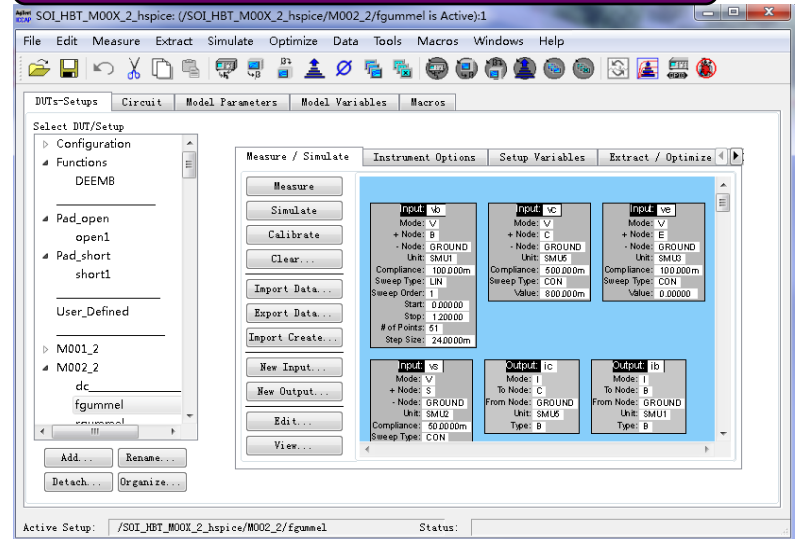 Agilent ICCAP SOI_HBT_M00X_2_hspice: (/SOI_HBT_M00X_2_hspice/M002_2/fgummel is Active):1
File Edit Measure Extract Simulate Optimize Data Tools Macros Windows Help
DUTs-Setups Circuit Model Parameters Model Variables Macros
Select DUT/Setup
Configuration
Functions
DEEMB
Pad_open
open1
Pad_short
short1
User_Defined
M001_2
M002_2
dc
fgummel
Add... Rename...
Detach... Organize...
Measure / Simulate Instrument Options Setup Variables Extract / Optimize
Measure
Simulate
Calibrate
Clear...
Import Data...
Export Data...
Import Create...
New Input...
New Output...
Edit...
View...
Input: vb
Mode: V
+ Node: B
- Node: GROUND
Unit: SMU1
Compliance: 100.000m
Sweep Type: LIN
Sweep Order: 1
Start: 0.00000
Stop: 1.20000
# of Points: 51
Step Size: 24.0000m
Input: vc
Mode: V
+ Node: C
- Node: GROUND
Unit: SMU5
Compliance: 500.000m
Sweep Type: CON
Value: 800.000m
Input: ve
Mode: V
+ Node: E
- Node: GROUND
Unit: SMU3
Compliance: 100.000m
Sweep Type: CON
Value: 0.00000
Input: vs
Mode: V
+ Node: S
- Node: GROUND
Unit: SMU2
Compliance: 50.0000m
Sweep Type: CON
Output: ic
Mode: I
To Node: C
From Node: GROUND
Unit: SMU5
Type: B
Output: ib
Mode: I
To Node: B
From Node: GROUND
Unit: SMU1
Type: B
Active Setup: /SOI_HBT_M00X_2_hspice/M002_2/fgummel Status: